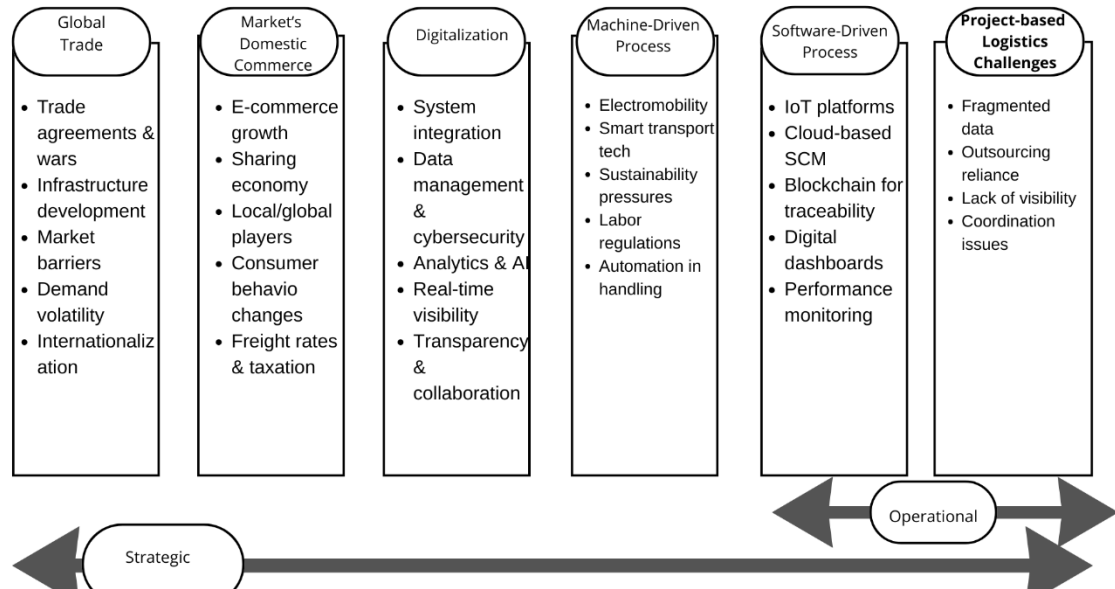 Global
Trade
• Trade
agreements &
wars
• Infrastructure
development
• Market
barriers
• Demand
volatility
• Internationaliz
ation
Market's
Domestic
Commerce
• E-commerce
growth
• Sharing
economy
• Local/global
players
• Consumer
behavio
changes
• Freight rates
& taxation
Digitalization
• System
integration
• Data
management
&
cybersecurity
• Analytics & AI
• Real-time
visibility
• Transparency
&
collaboration
Machine-Driven
Process
• Electromobility
• Smart transport
tech
• Sustainability
pressures
• Labor
regulations
• Automation in
handling
Software-Driven
Process
• IoT platforms
• Cloud-based
SCM
• Blockchain for
traceability
• Digital
dashboards
• Performance
monitoring
Project-based
Logistics
Challenges
• Fragmented
data
• Outsourcing
reliance
• Lack of visibility
• Coordination
issues
Operational
Strategic